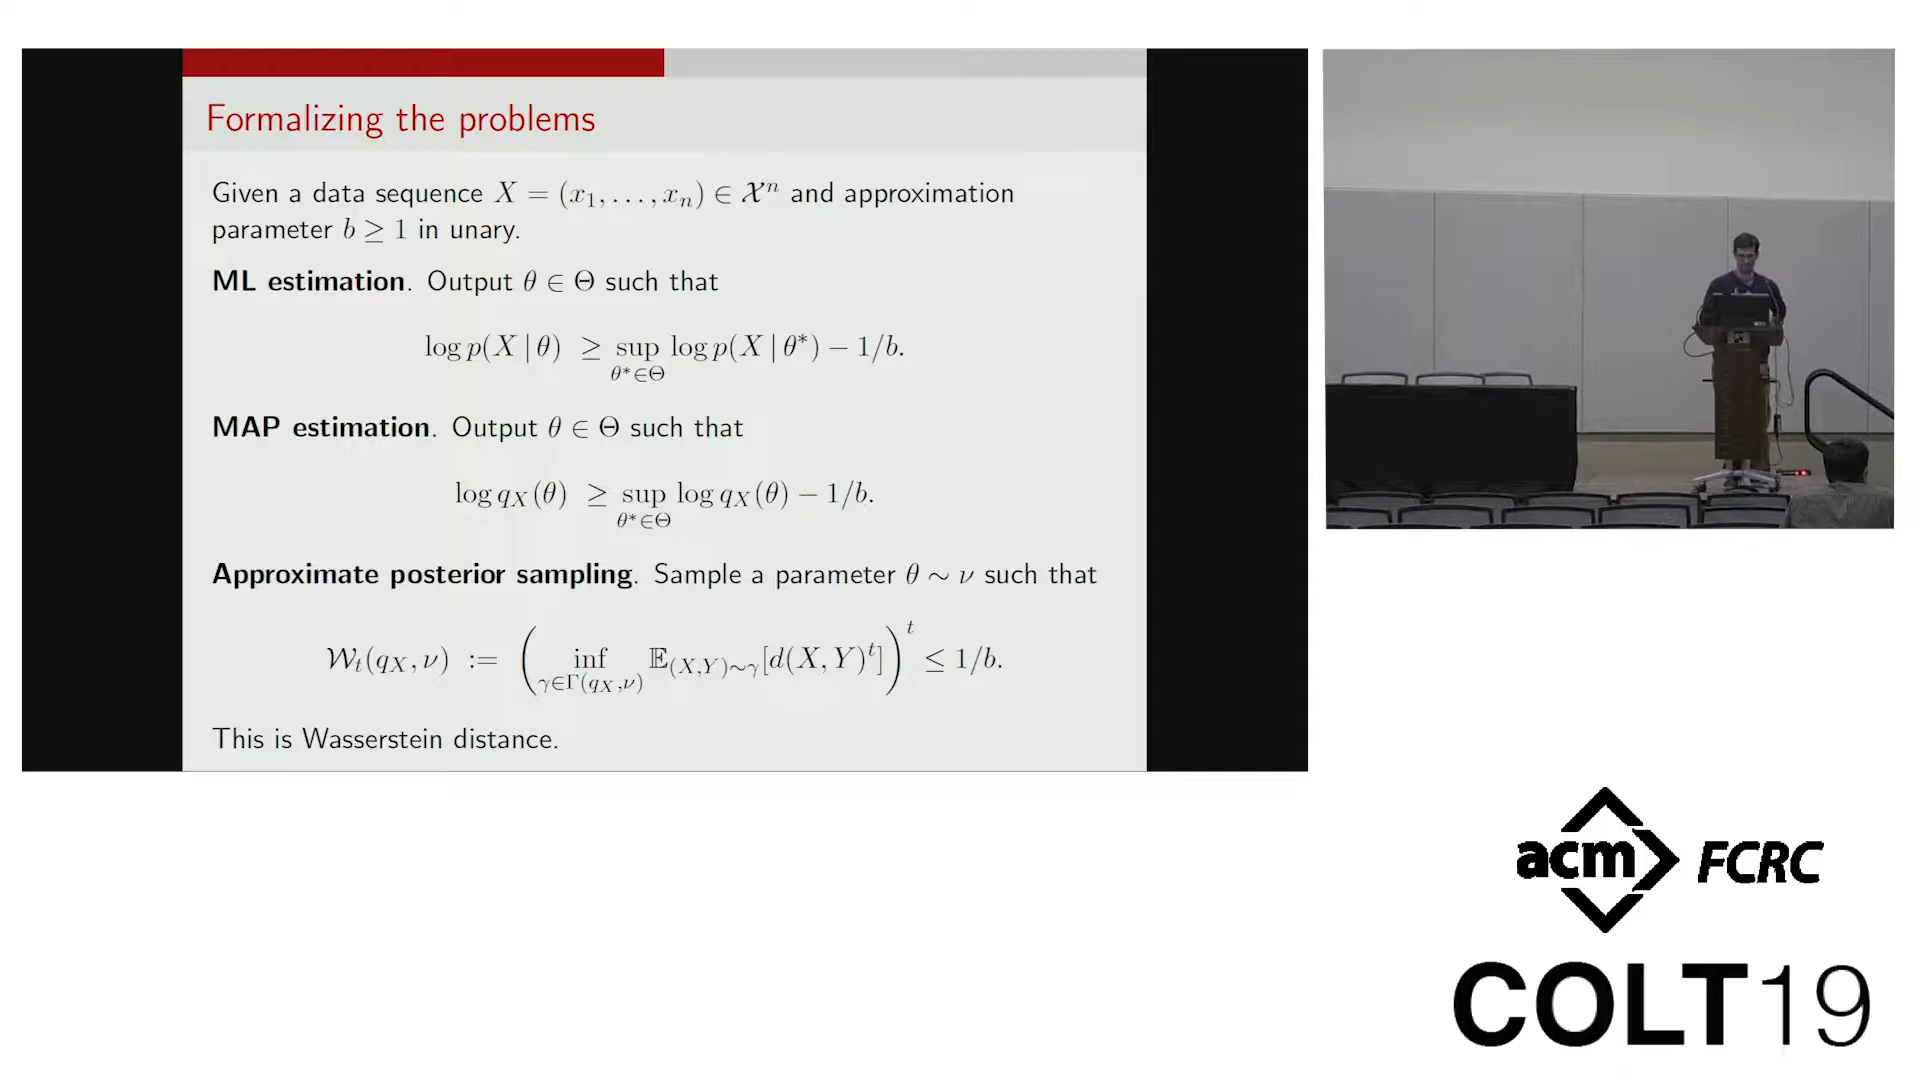 Formalizing the problems
Given a data sequence X = (x₁, . . . , xₙ) ∈ 𝒳ⁿ and approximation
parameter b ≥ 1 in unary.
ML estimation. Output θ ∈ Θ such that
log p(X | θ) ≥ sup_{θ*∈Θ} log p(X | θ*) − 1/b.
MAP estimation. Output θ ∈ Θ such that
log q_X(θ) ≥ sup_{θ*∈Θ} log q_X(θ) − 1/b.
Approximate posterior sampling. Sample a parameter θ ∼ ν such that
𝒲_t(q_X, ν) := ( inf_{γ∈Γ(q_X,ν)} 𝔼_{(X,Y)∼γ}[d(X, Y)^t] )^t ≤ 1/b.
This is Wasserstein distance.
acm FCRC
COLT19